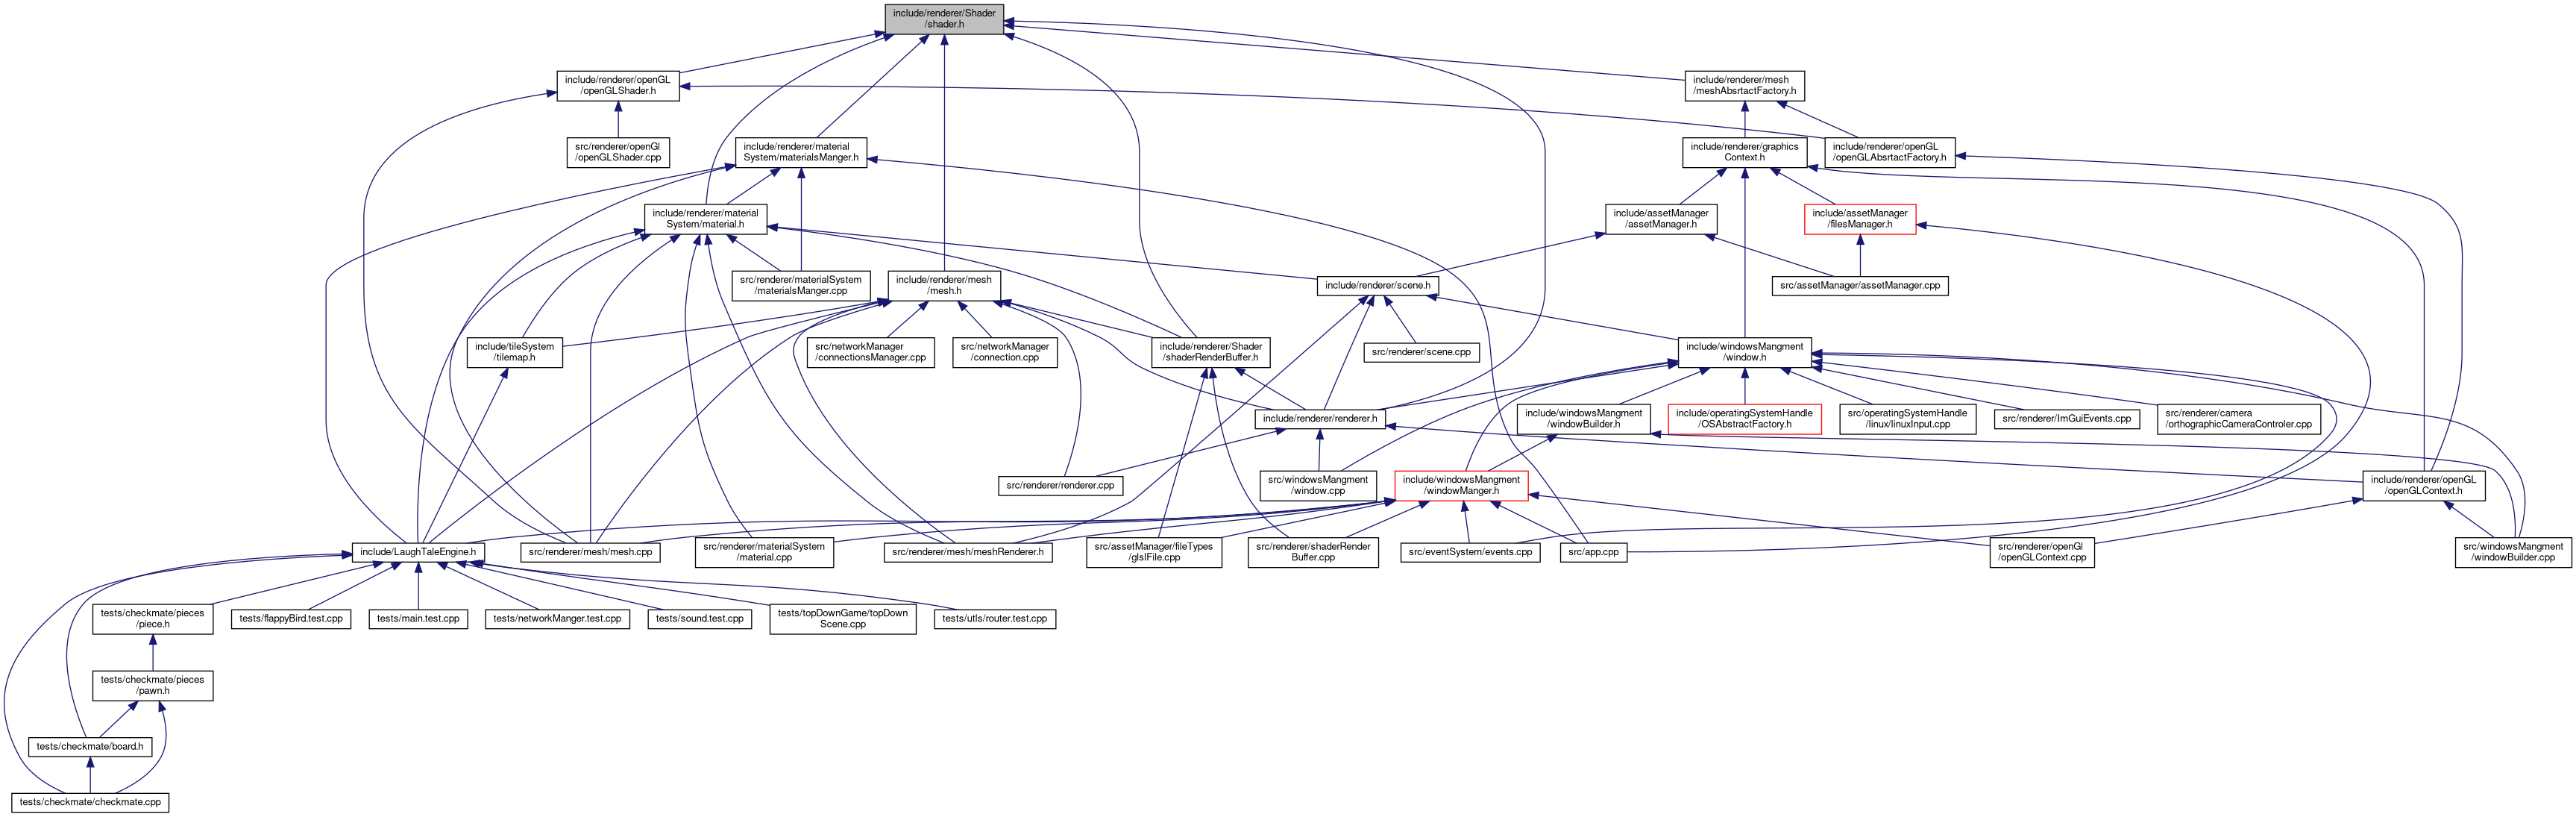 include/renderer/Shader
/shader.h
include/renderer/openGL
/openGLShader.h
include/renderer/mesh
/meshAbsrtactFactory.h
src/renderer/openGl
/openGLShader.cpp
include/renderer/material
System/materialsManger.h
include/renderer/graphics
Context.h
include/renderer/openGL
/openGLAbsrtactFactory.h
include/renderer/material
System/material.h
include/assetManager
/assetManager.h
include/assetManager
/filesManager.h
src/renderer/materialSystem
/materialsManger.cpp
include/renderer/mesh
/mesh.h
include/renderer/scene.h
src/assetManager/assetManager.cpp
include/tileSystem
/tilemap.h
src/networkManager
/connectionsManager.cpp
src/networkManager
/connection.cpp
include/renderer/Shader
/shaderRenderBuffer.h
src/renderer/scene.cpp
include/windowsMangment
/window.h
include/renderer/renderer.h
include/windowsMangment
/windowBuilder.h
include/operatingSystemHandle
/OSAbstractFactory.h
src/operatingSystemHandle
/linux/linuxInput.cpp
src/renderer/ImGuiEvents.cpp
src/renderer/camera
/orthographicCameraControler.cpp
src/renderer/renderer.cpp
src/windowsMangment
/window.cpp
include/windowsMangment
/windowManger.h
include/renderer/openGL
/openGLContext.h
include/LaughTaleEngine.h
src/renderer/mesh/mesh.cpp
src/renderer/materialSystem
/material.cpp
src/renderer/mesh/meshRenderer.h
src/assetManager/fileTypes
/glslFile.cpp
src/renderer/shaderRender
Buffer.cpp
src/eventSystem/events.cpp
src/app.cpp
src/renderer/openGl
/openGLContext.cpp
src/windowsMangment
/windowBuilder.cpp
tests/checkmate/pieces
/piece.h
tests/flappyBird.test.cpp
tests/main.test.cpp
tests/networkManger.test.cpp
tests/sound.test.cpp
tests/topDownGame/topDown
Scene.cpp
tests/utls/router.test.cpp
tests/checkmate/pieces
/pawn.h
tests/checkmate/board.h
tests/checkmate/checkmate.cpp